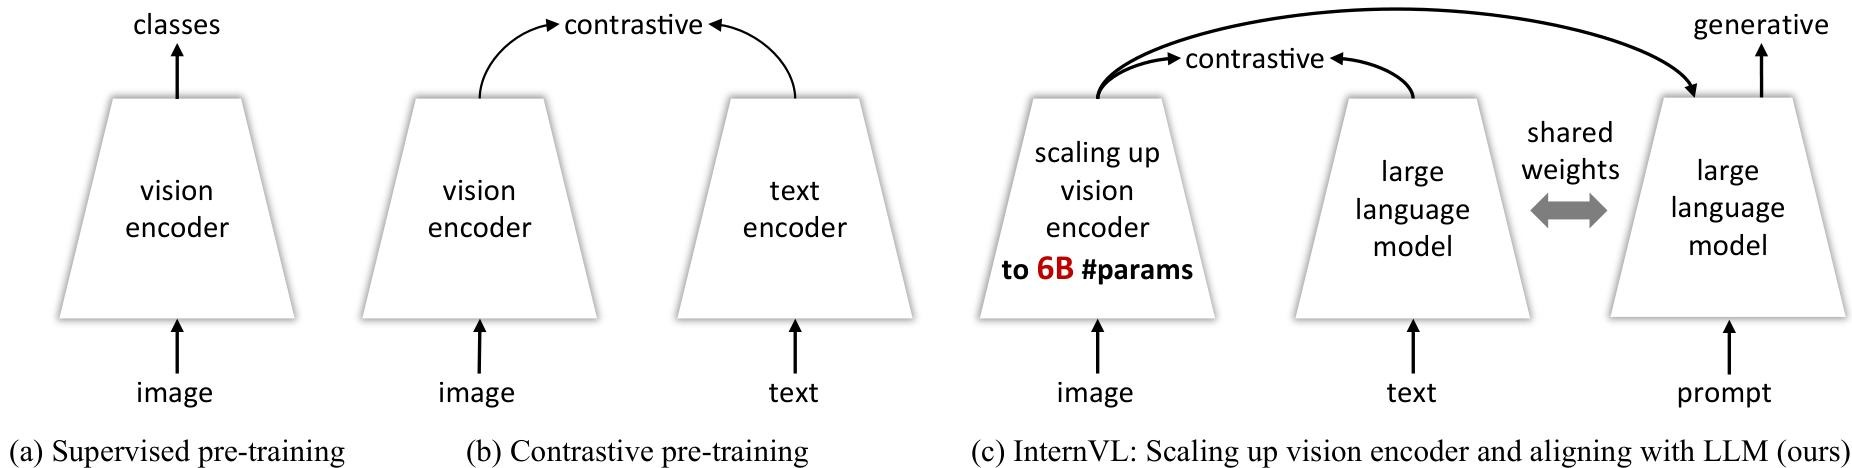 classes
vision
encoder
image
(a) Supervised pre-training
contrastive
vision
encoder
text
encoder
image
text
(b) Contrastive pre-training
generative
contrastive
scaling up
vision
encoder
to 6B #params
large
language
model
shared
weights
large
language
model
image
text
prompt
(c) InternVL: Scaling up vision encoder and aligning with LLM (ours)